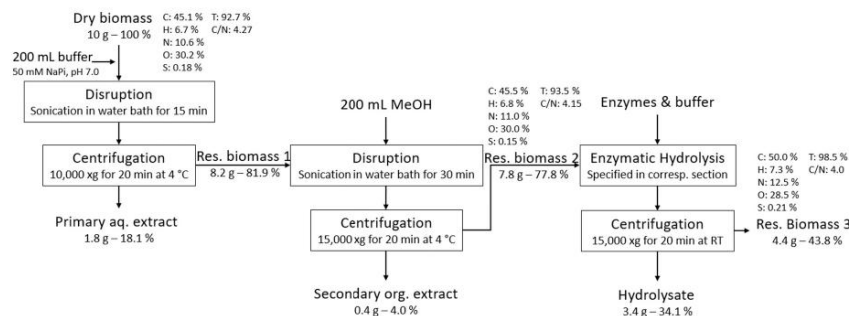 Dry biomass
10 g – 100 %
C: 45.1 % T: 92.7 %
H: 6.7 % C/N: 4.27
N: 10.6 %
O: 30.2 %
S: 0.18 %
200 mL buffer
50 mM NaPi, pH 7.0
Disruption
Sonication in water bath for 15 min
Centrifugation
10,000 xg for 20 min at 4 °C
Primary aq. extract
1.8 g – 18.1 %
Res. biomass 1
8.2 g – 81.9 %
200 mL MeOH
Disruption
Sonication in water bath for 30 min
Centrifugation
15,000 xg for 20 min at 4 °C
Secondary org. extract
0.4 g – 4.0 %
C: 45.5 % T: 93.5 %
H: 6.8 % C/N: 4.15
N: 11.0 %
O: 30.0 %
S: 0.15 %
Res. biomass 2
7.8 g – 77.8 %
Enzymes & buffer
Enzymatic Hydrolysis
Specified in corresp. section
Centrifugation
15,000 xg for 20 min at RT
Hydrolysate
3.4 g – 34.1 %
C: 50.0 % T: 98.5 %
H: 7.3 % C/N: 4.0
N: 12.5 %
O: 28.5 %
S: 0.21 %
Res. Biomass 3
4.4 g – 43.8 %